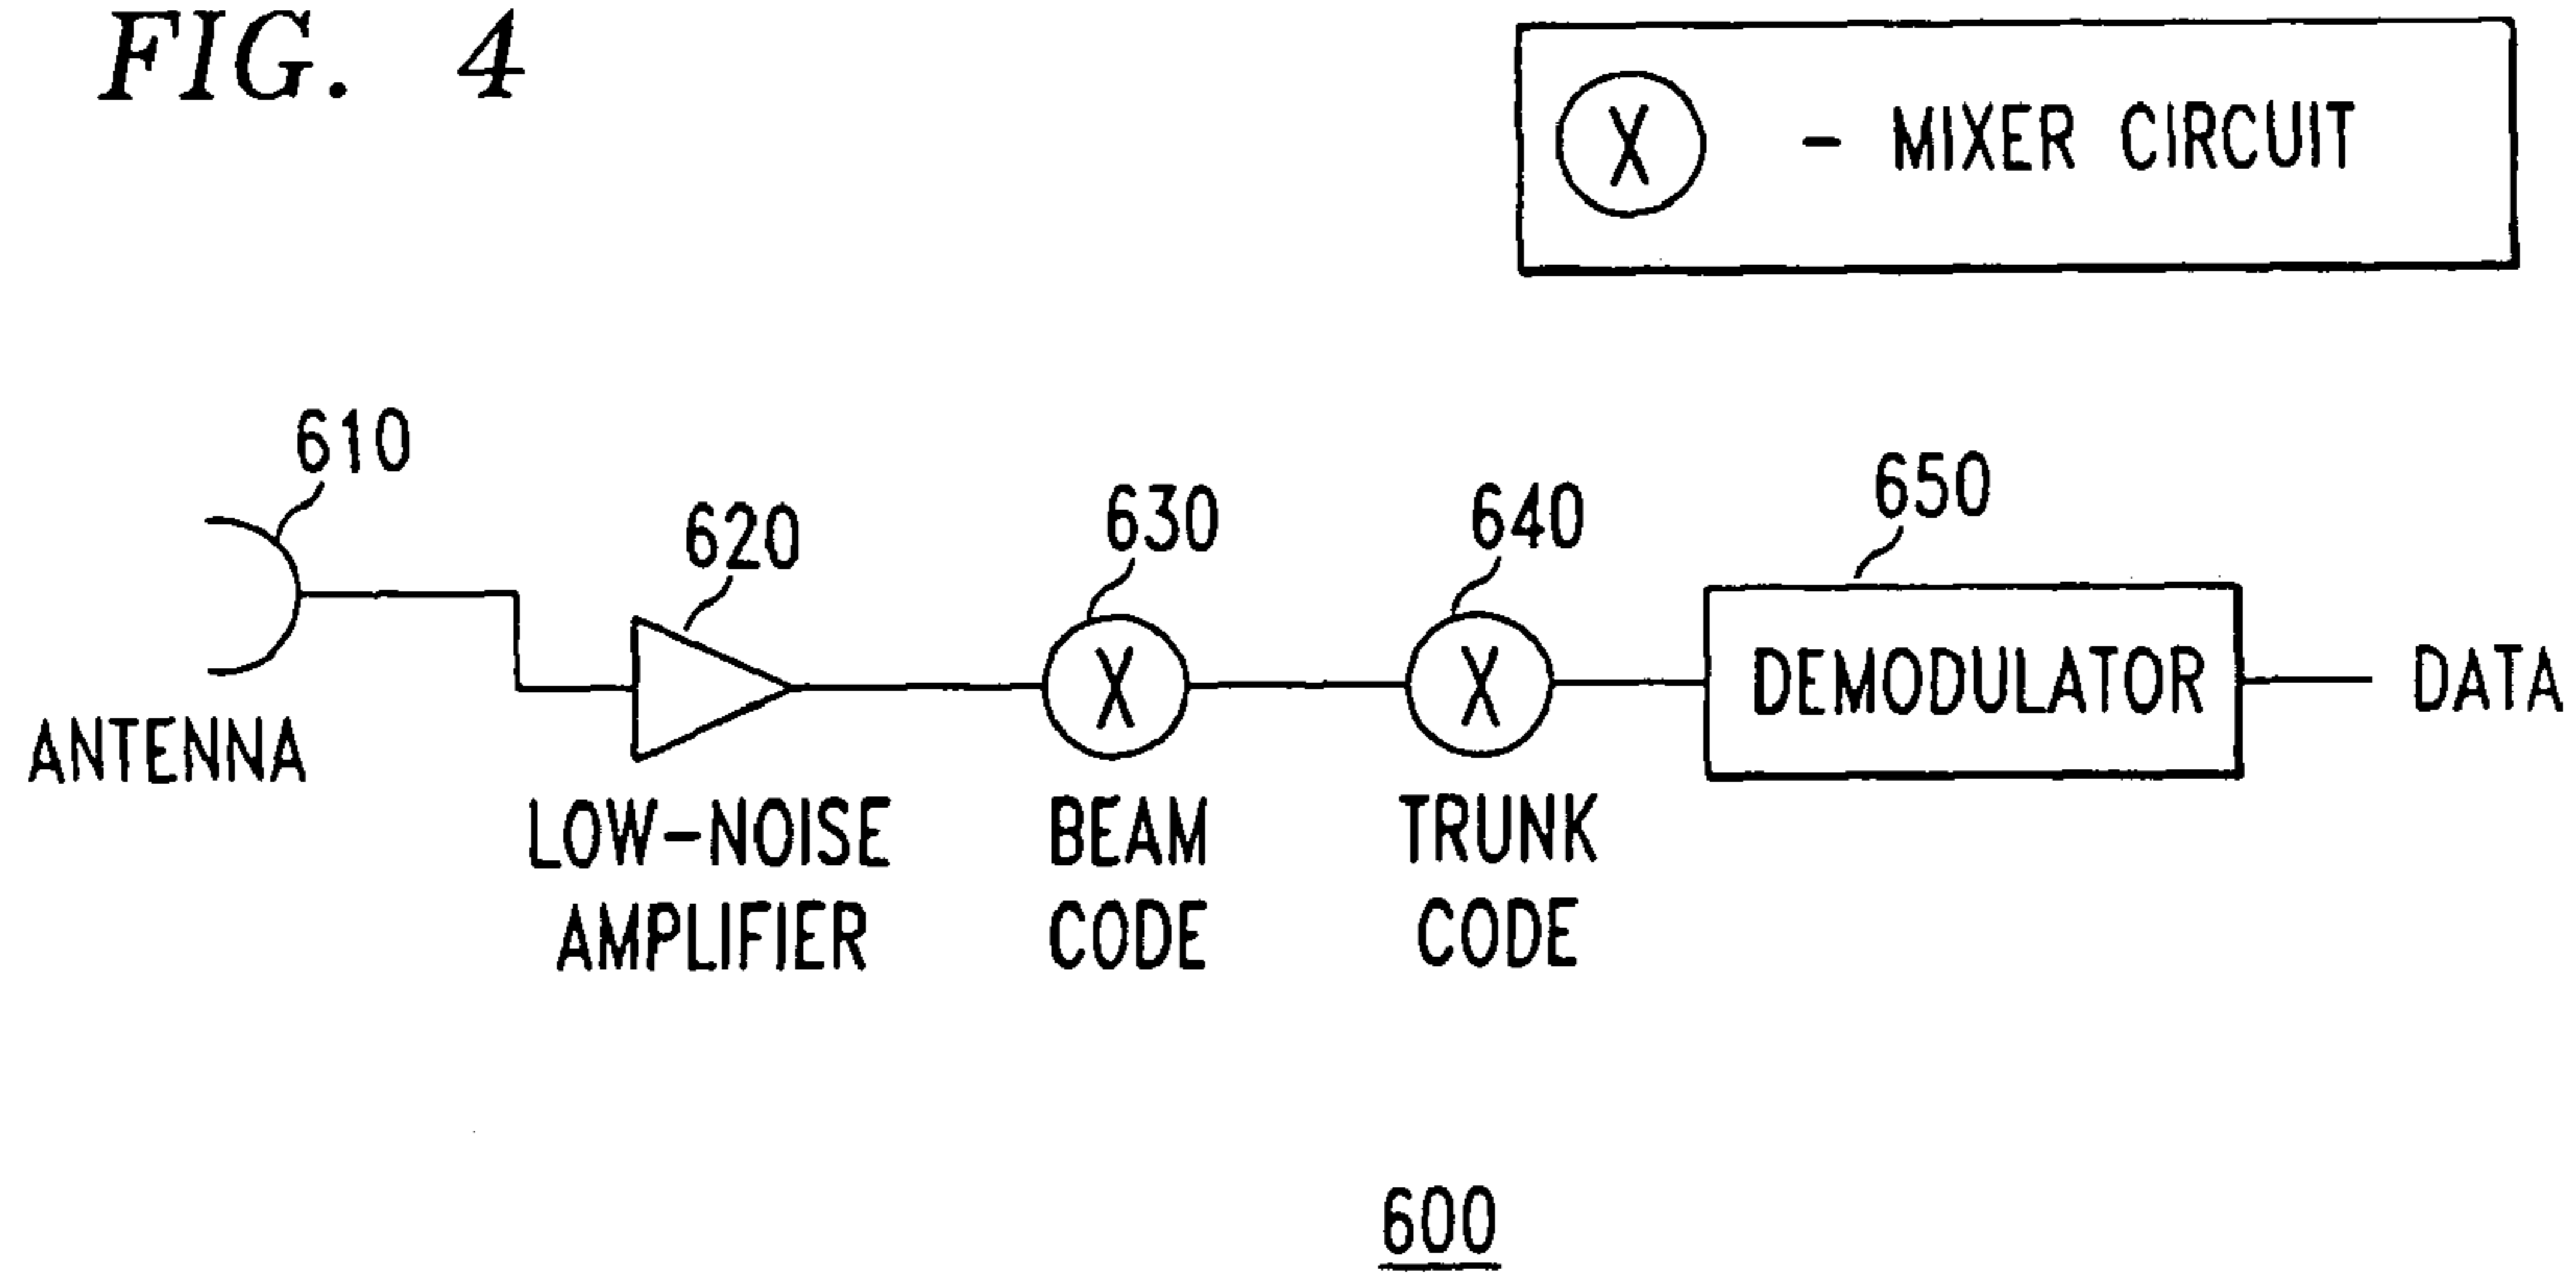 FIG. 4
X - MIXER CIRCUIT
610
620
630
640
650
X
X
DEMODULATOR
DATA
ANTENNA
LOW-NOISE
AMPLIFIER
BEAM
CODE
TRUNK
CODE
600